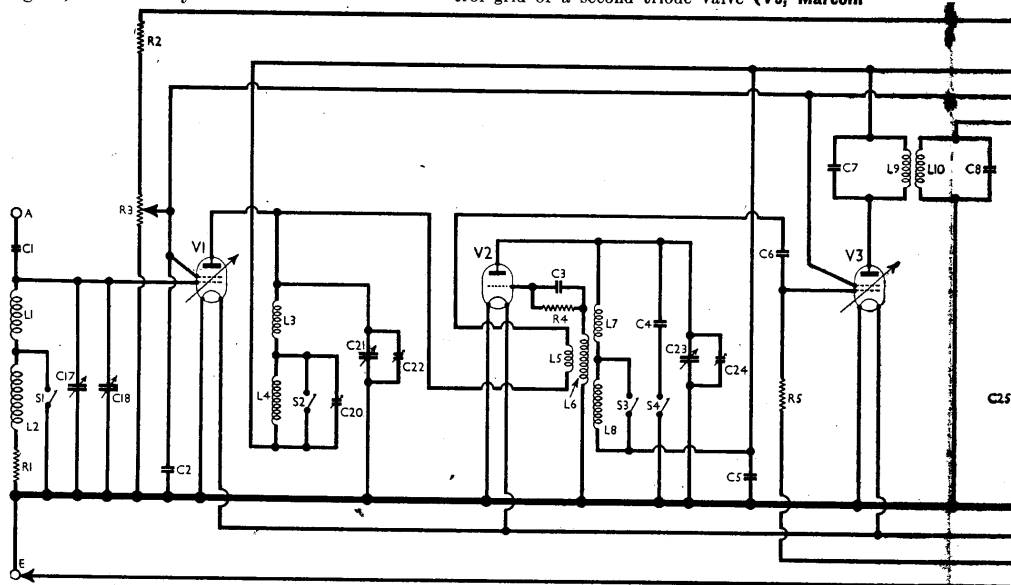 trol grid of a second triode valve (V5, Marconi
R2
C7
L9
L10
C8
A
R3
C1
V1
V2
C6
V3
C3
R4
L1
L3
L7
C21
C22
L5
C4
C23
C24
C17
C18
S1
L4
S2
C20
L6
S3
S4
R5
C25
L2
L8
R1
C2
C5
E